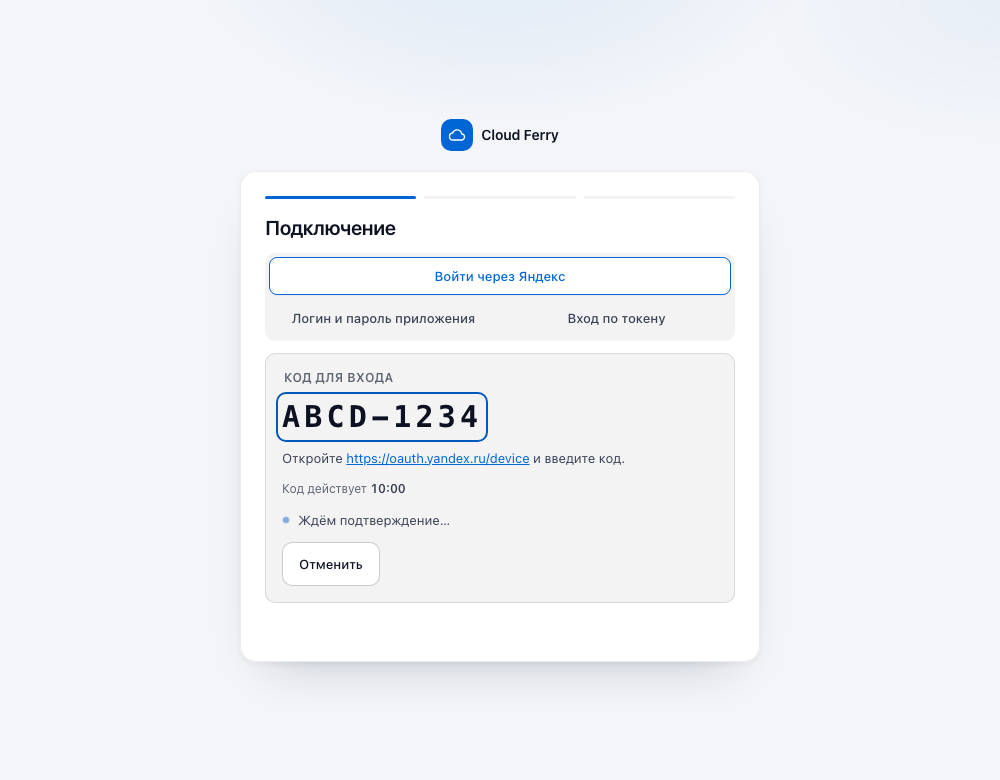 Cloud Ferry
Подключение
Войти через Яндекс
Логин и пароль приложения
Вход по токену
КОД ДЛЯ ВХОДА
ABCD–1234
Откройте https://oauth.yandex.ru/device и введите код.
Код действует 10:00
Ждём подтверждение…
Отменить